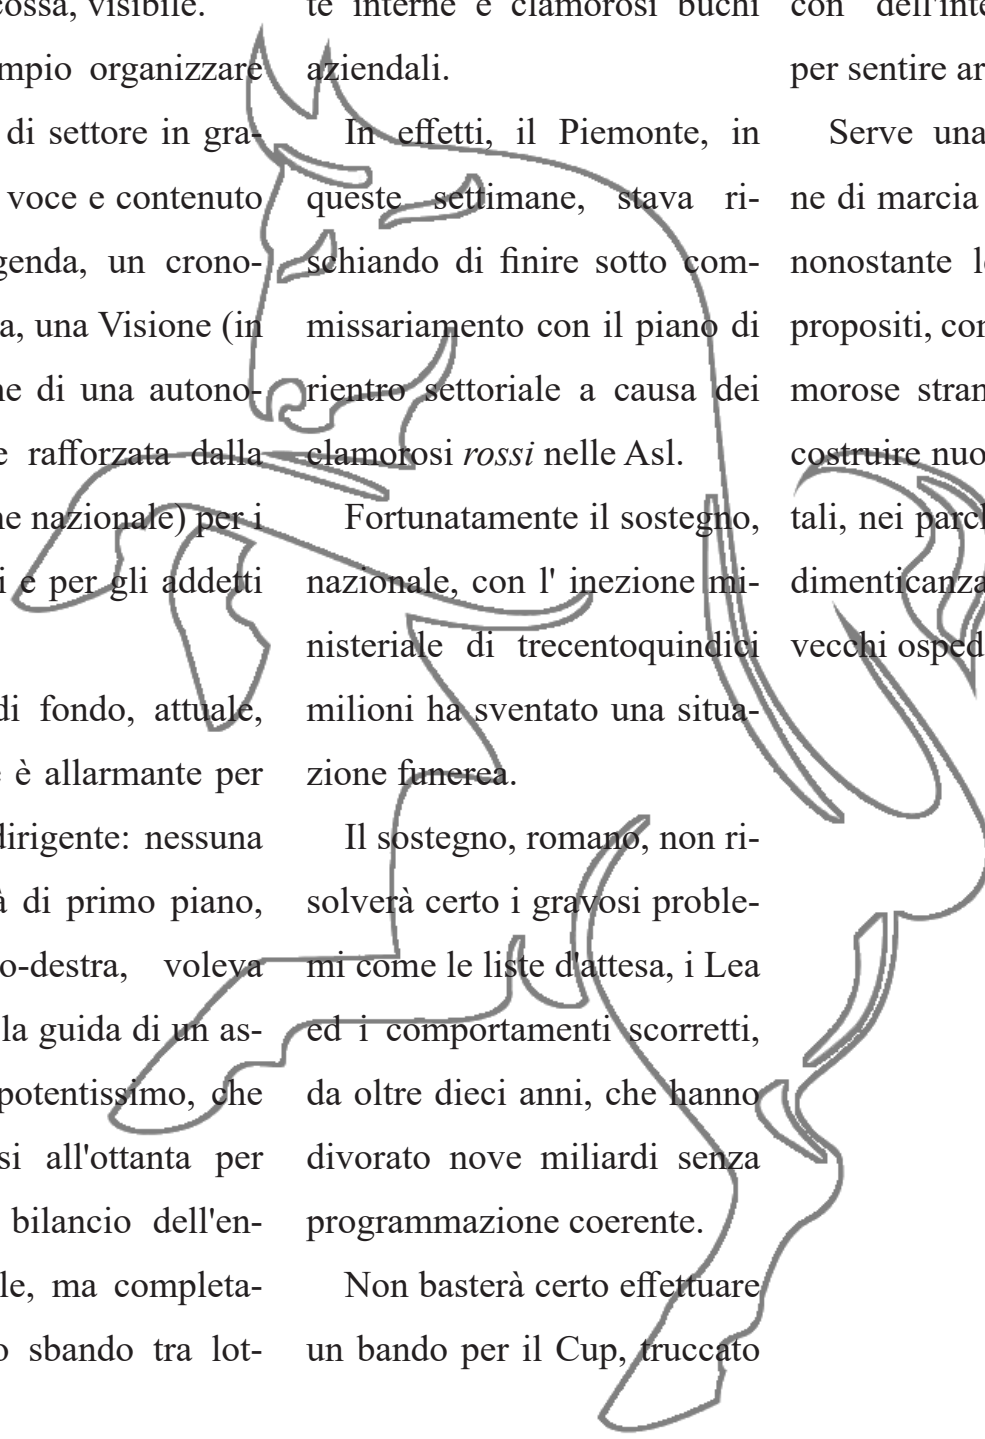 cossa, visibile.
mpio organizzare
di settore in gra-
voce e contenuto
genda, un crono-
a, una Visione (in
ne di una autono-
e rafforzata dalla
ne nazionale) per i
i e per gli addetti
di fondo, attuale,
è allarmante per
dirigente: nessuna
à di primo piano,
o-destra, voleva
la guida di un as-
potentissimo, che
si all'ottanta per
bilancio dell'en-
le, ma completa-
o sbando tra lot-
te interne e clamorosi buchi
aziendali.
In effetti, il Piemonte, in
queste settimane, stava ri-
schiando di finire sotto com-
missariamento con il piano di
rientro settoriale a causa dei
clamorosi rossi nelle Asl.
Fortunatamente il sostegno,
nazionale, con l' inezione mi-
nisteriale di trecentoquindici
milioni ha sventato una situa-
zione funerea.
Il sostegno, romano, non ri-
solverà certo i gravosi proble-
mi come le liste d'attesa, i Lea
ed i comportamenti scorretti,
da oltre dieci anni, che hanno
divorato nove miliardi senza
programmazione coerente.
Non basterà certo effettuare
un bando per il Cup, truccato
con dell'inte
per sentire ar
Serve una
ne di marcia
nonostante l
propositi, con
morose stran
costruire nuo
tali, nei parch
dimenticanza
vecchi osped